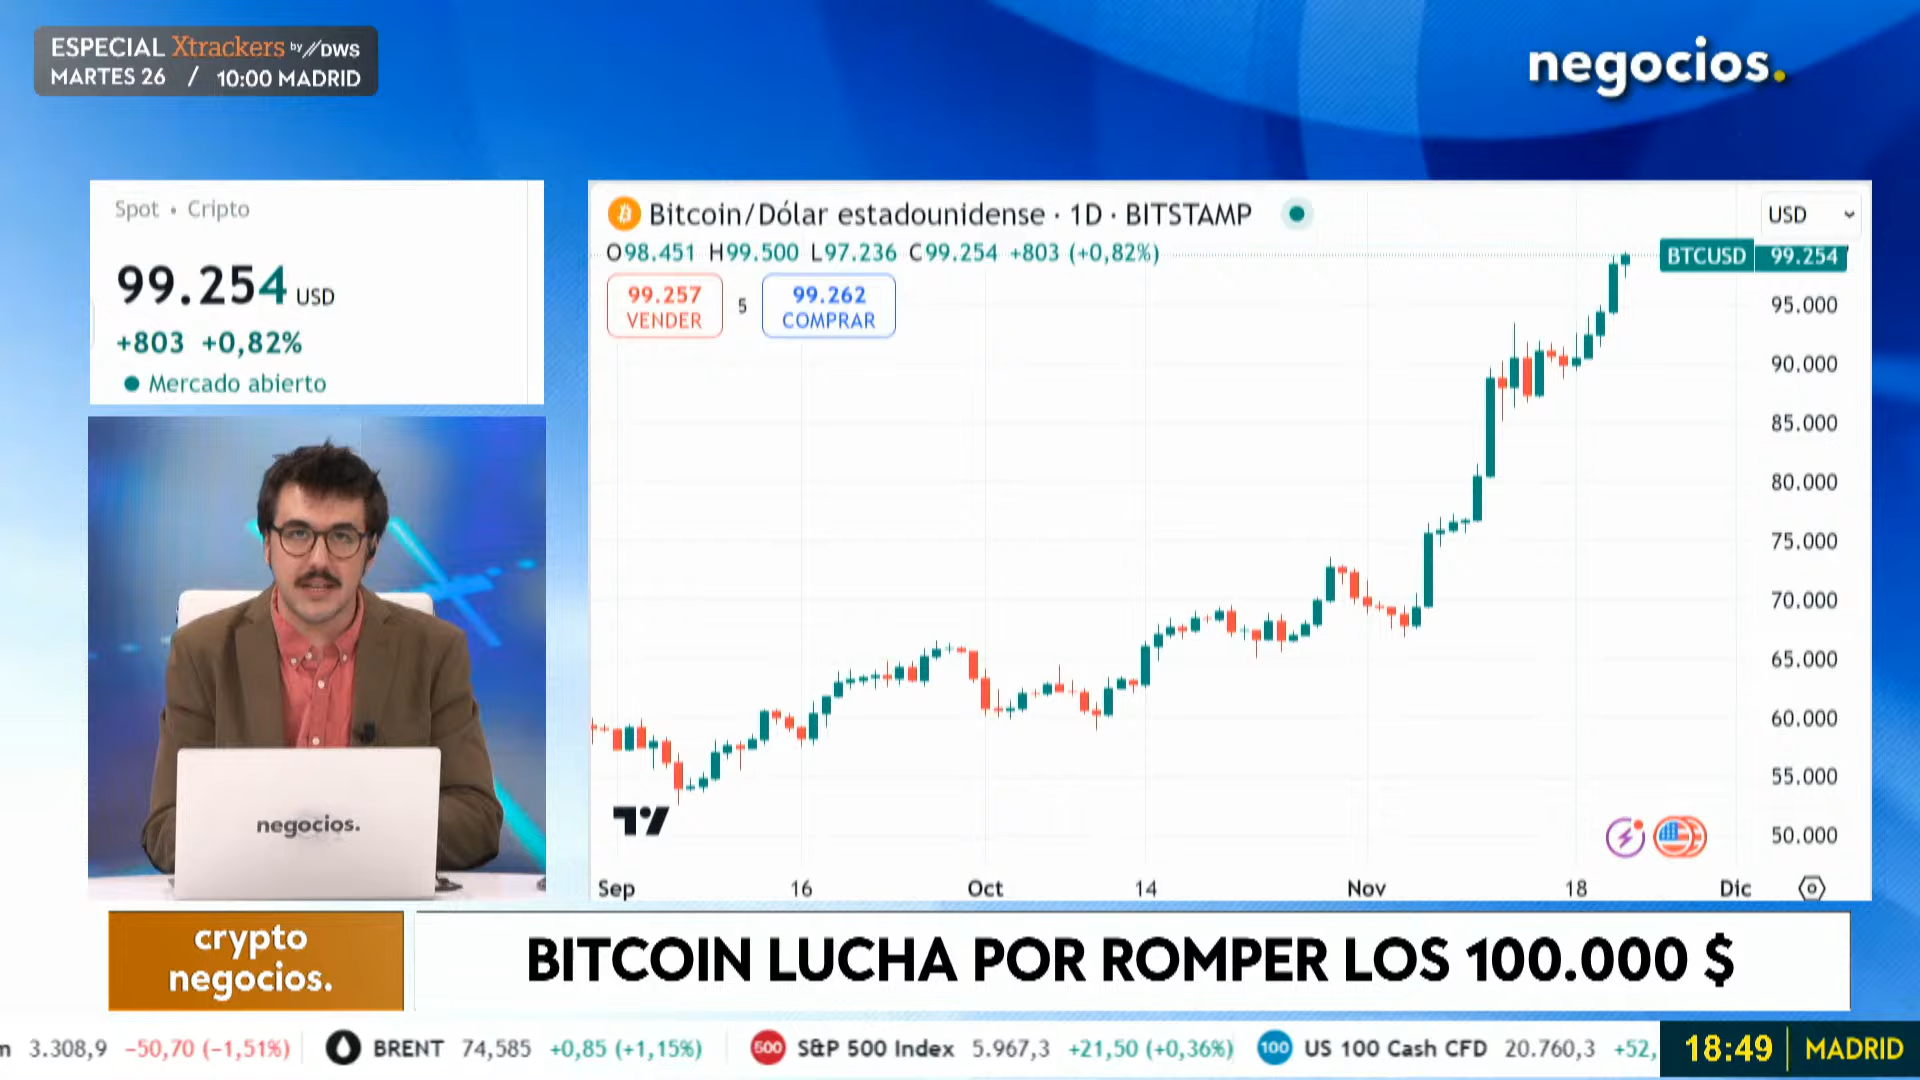 ESPECIAL Xtrackers by DWS
MARTES 26 / 10:00 MADRID
negocios.
Spot • Cripto
99.254 USD
+803 +0,82%
Mercado abierto
Bitcoin/Dólar estadounidense · 1D · BITSTAMP
USD
O98.451 H99.500 L97.236 C99.254 +803 (+0,82%)
BTCUSD 99.254
99.257
VENDER
5
99.262
COMPRAR
95.000
90.000
85.000
80.000
75.000
70.000
65.000
60.000
55.000
50.000
Sep 16 Oct 14 Nov 18 Dic
negocios.
crypto
negocios.
BITCOIN LUCHA POR ROMPER LOS 100.000 $
3.308,9 −50,70 (−1,51%) BRENT 74,585 +0,85 (+1,15%) 500 S&P 500 Index 5.967,3 +21,50 (+0,36%) 100 US 100 Cash CFD 20.760,3 +52,
18:49 MADRID